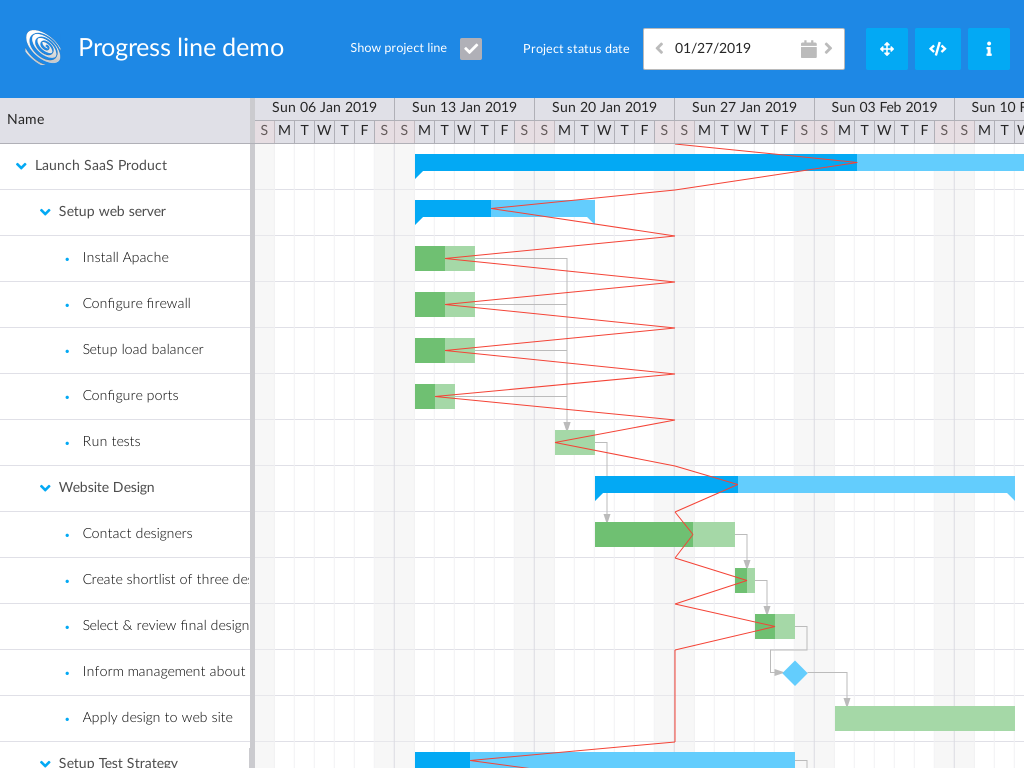 Progress line demo
Show project line
Project status date
01/27/2019
Name
Sun 06 Jan 2019 Sun 13 Jan 2019 Sun 20 Jan 2019 Sun 27 Jan 2019 Sun 03 Feb 2019 Sun 10 F
S M T W T F S S M T W T F S S M T W T F S S M T W T F S S M T W T F S S M T W
Launch SaaS Product
Setup web server
Install Apache
Configure firewall
Setup load balancer
Configure ports
Run tests
Website Design
Contact designers
Create shortlist of three des
Select & review final design
Inform management about
Apply design to web site
Setup Test Strategy